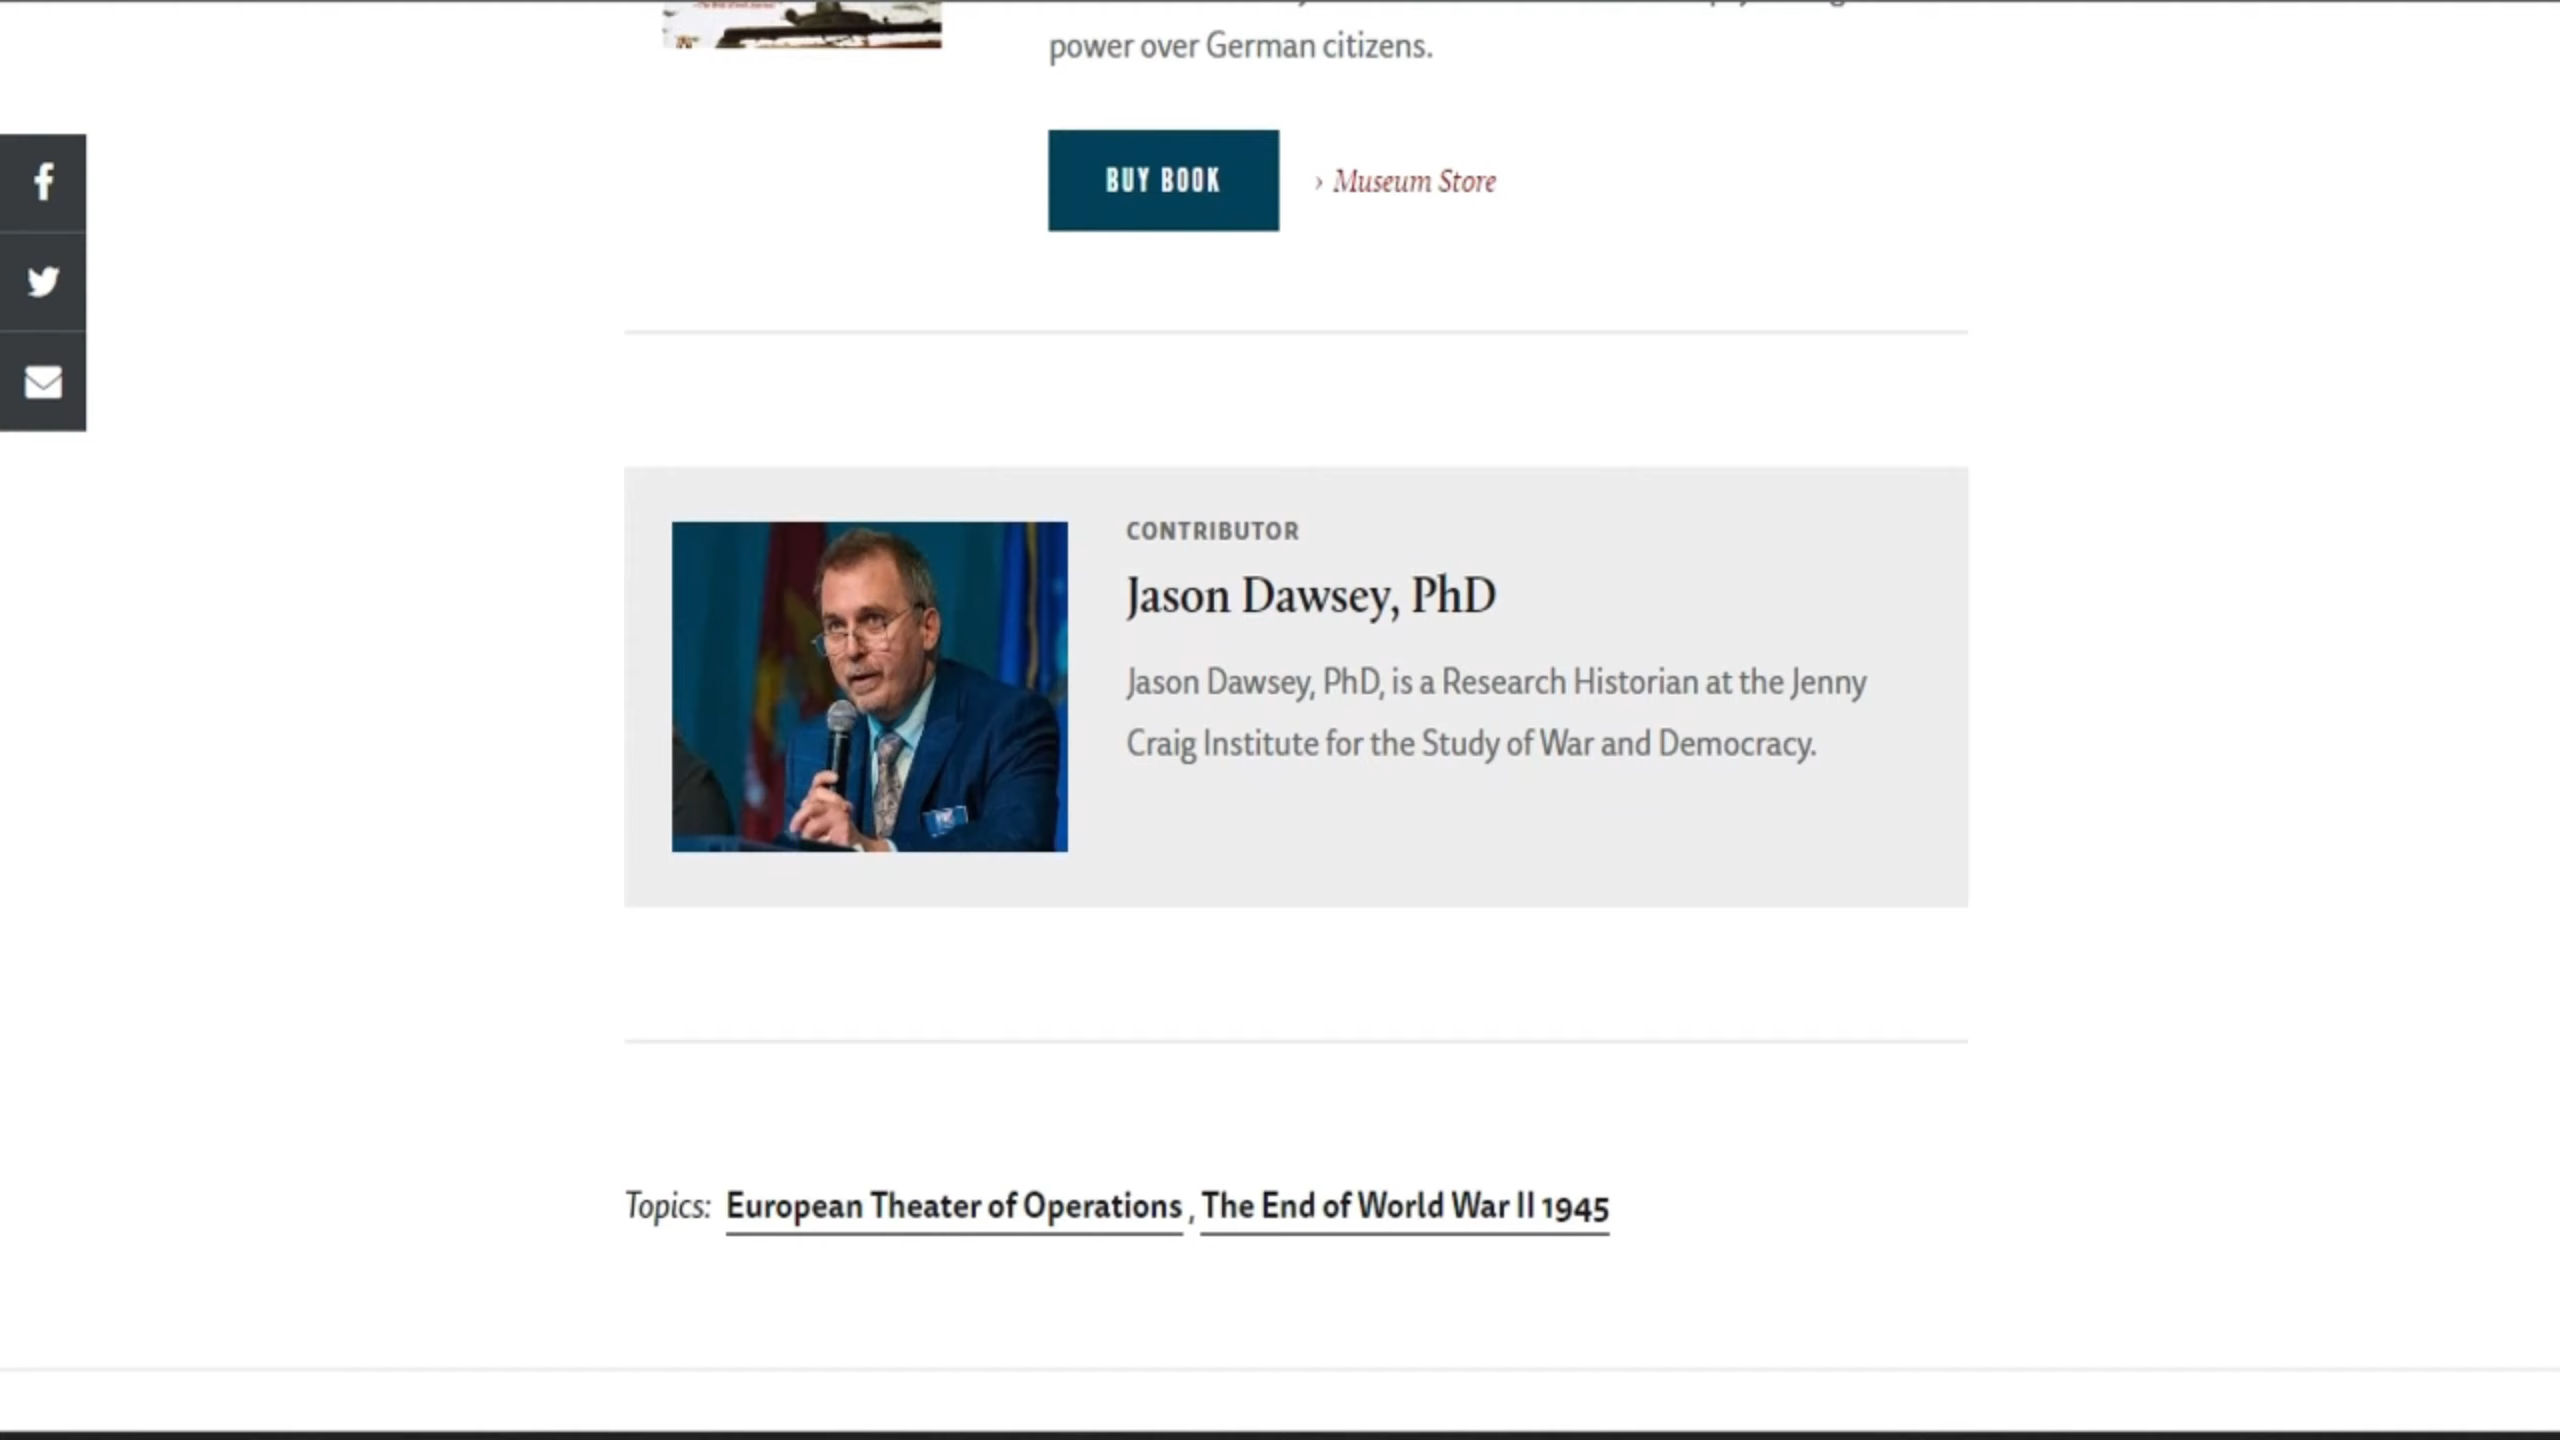 power over German citizens.
BUY BOOK
› Museum Store
CONTRIBUTOR
Jason Dawsey, PhD
Jason Dawsey, PhD, is a Research Historian at the Jenny
Craig Institute for the Study of War and Democracy.
Topics: European Theater of Operations , The End of World War II 1945